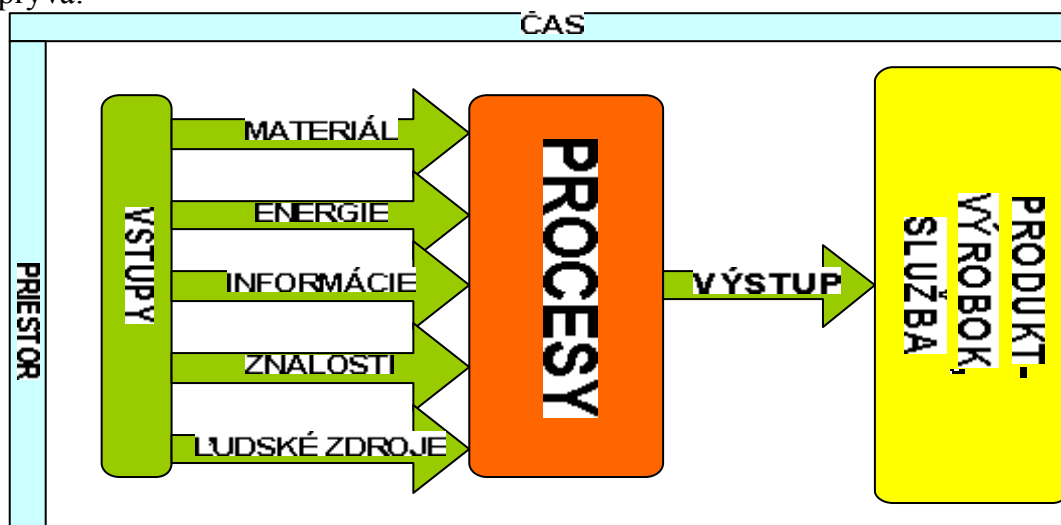 ČAS
PRIESTOR
VSTUPY
MATERIÁL
ENERGIE
INFORMÁCIE
ZNALOSTI
ĽUDSKÉ ZDROJE
PROCESY
VÝSTUP
PRODUKT-
VÝROBOK,
SLUŽBA